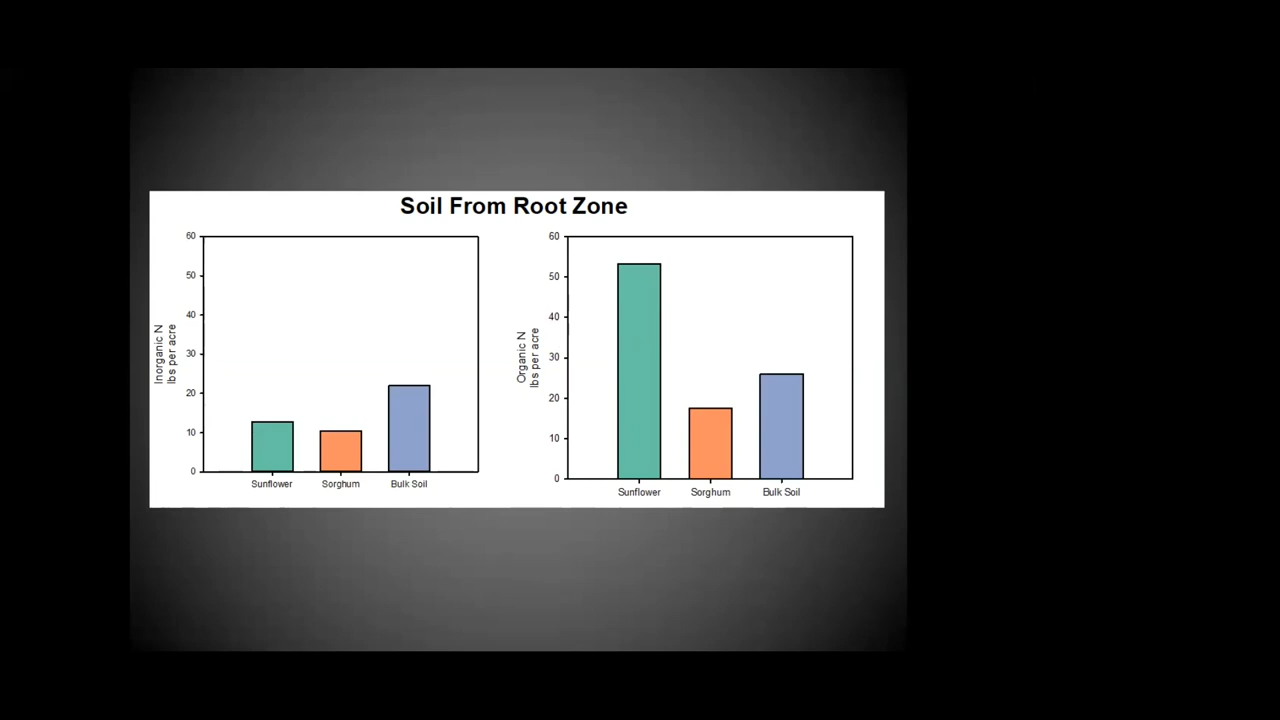 Soil From Root Zone
60
50
40
30
20
10
0
Inorganic N
lbs per acre
Sunflower Sorghum Bulk Soil
60
50
40
30
20
10
0
Organic N
lbs per acre
Sunflower Sorghum Bulk Soil